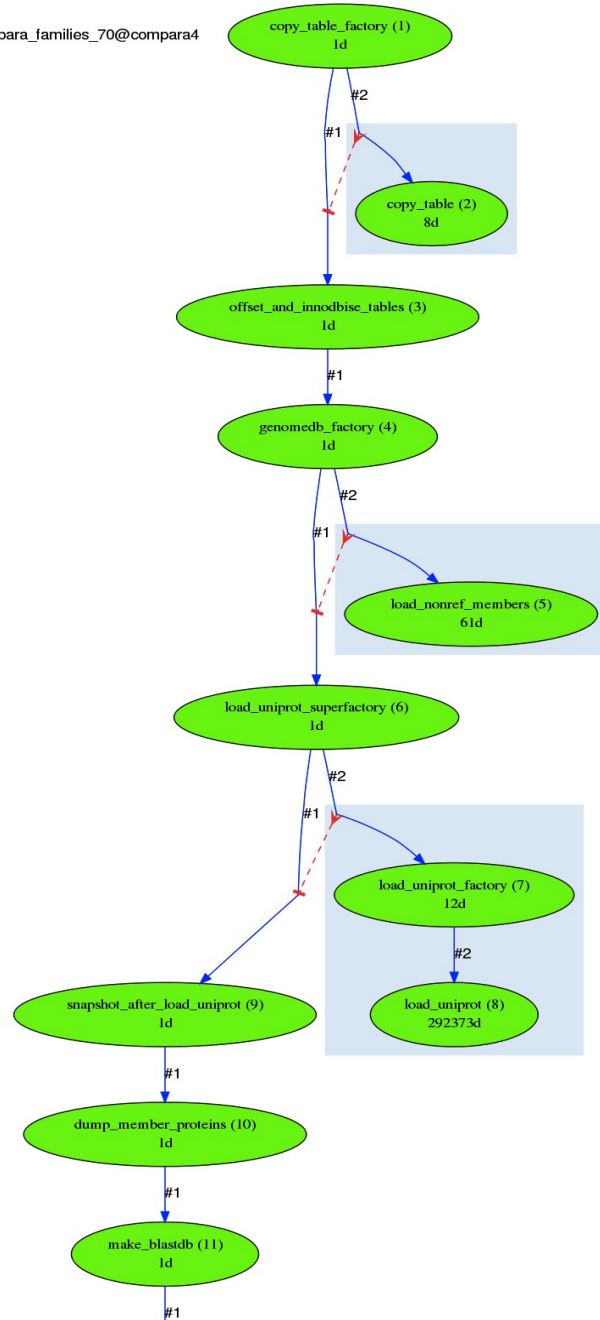 para_families_70@compara4
copy_table_factory (1)
1d
#2
#1
copy_table (2)
8d
offset_and_innodbise_tables (3)
1d
#1
genomedb_factory (4)
1d
#2
#1
load_nonref_members (5)
61d
load_uniprot_superfactory (6)
1d
#2
#1
load_uniprot_factory (7)
12d
#2
snapshot_after_load_uniprot (9)
1d
load_uniprot (8)
292373d
#1
dump_member_proteins (10)
1d
#1
make_blastdb (11)
1d
#1